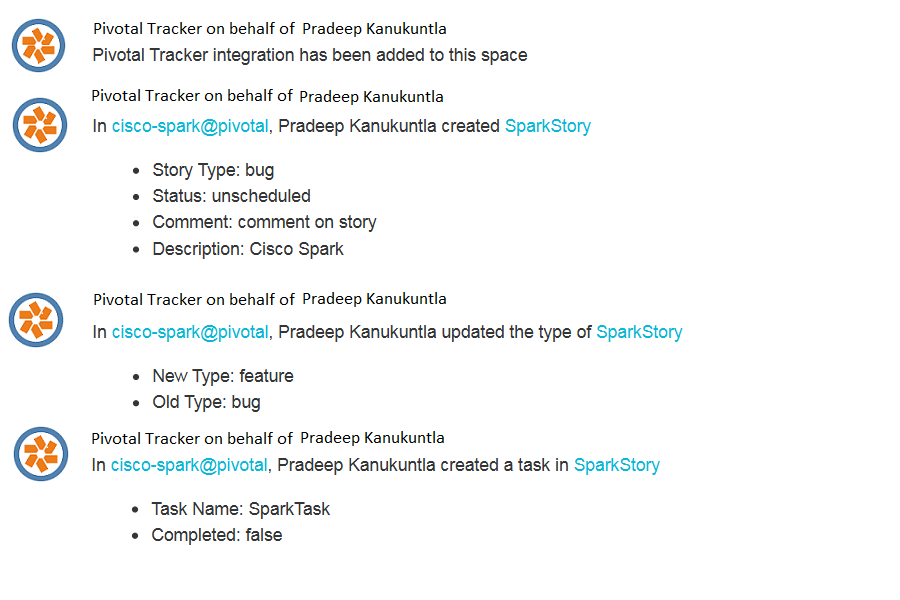 Pivotal Tracker on behalf of Pradeep Kanukuntla
Pivotal Tracker integration has been added to this space
Pivotal Tracker on behalf of Pradeep Kanukuntla
In cisco-spark@pivotal, Pradeep Kanukuntla created SparkStory
• Story Type: bug
• Status: unscheduled
• Comment: comment on story
• Description: Cisco Spark
Pivotal Tracker on behalf of Pradeep Kanukuntla
In cisco-spark@pivotal, Pradeep Kanukuntla updated the type of SparkStory
• New Type: feature
• Old Type: bug
Pivotal Tracker on behalf of Pradeep Kanukuntla
In cisco-spark@pivotal, Pradeep Kanukuntla created a task in SparkStory
• Task Name: SparkTask
• Completed: false